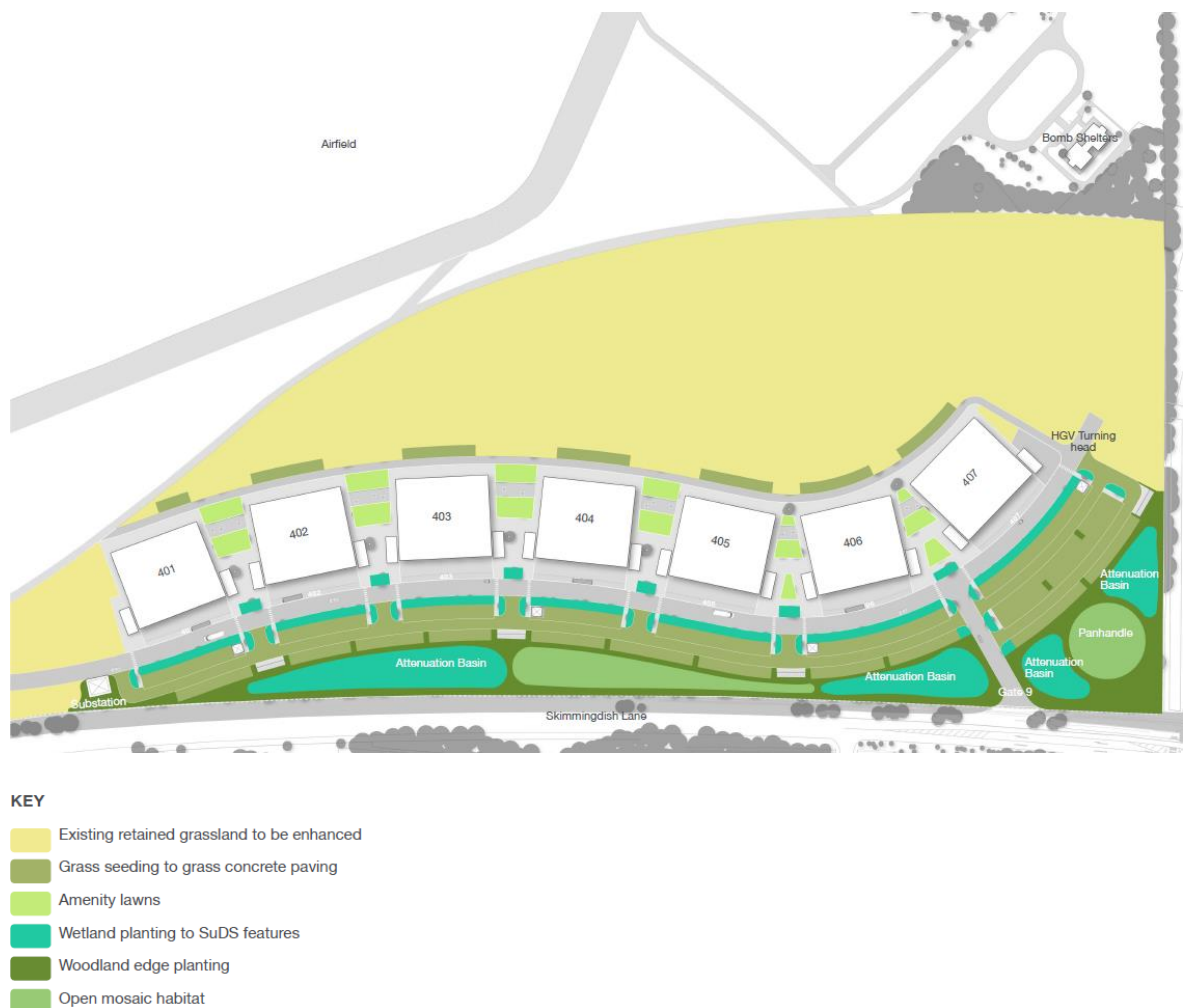 Airfield
Bomb Shelters
HGV Turning
head
407
403
404
402
405
406
401
Attenuation
Basin
Panhandle
Attenuation Basin
Attenuation
Basin
Attenuation Basin
Gate 9
Substation
Skimmingdish Lane
KEY
Existing retained grassland to be enhanced
Grass seeding to grass concrete paving
Amenity lawns
Wetland planting to SuDS features
Woodland edge planting
Open mosaic habitat